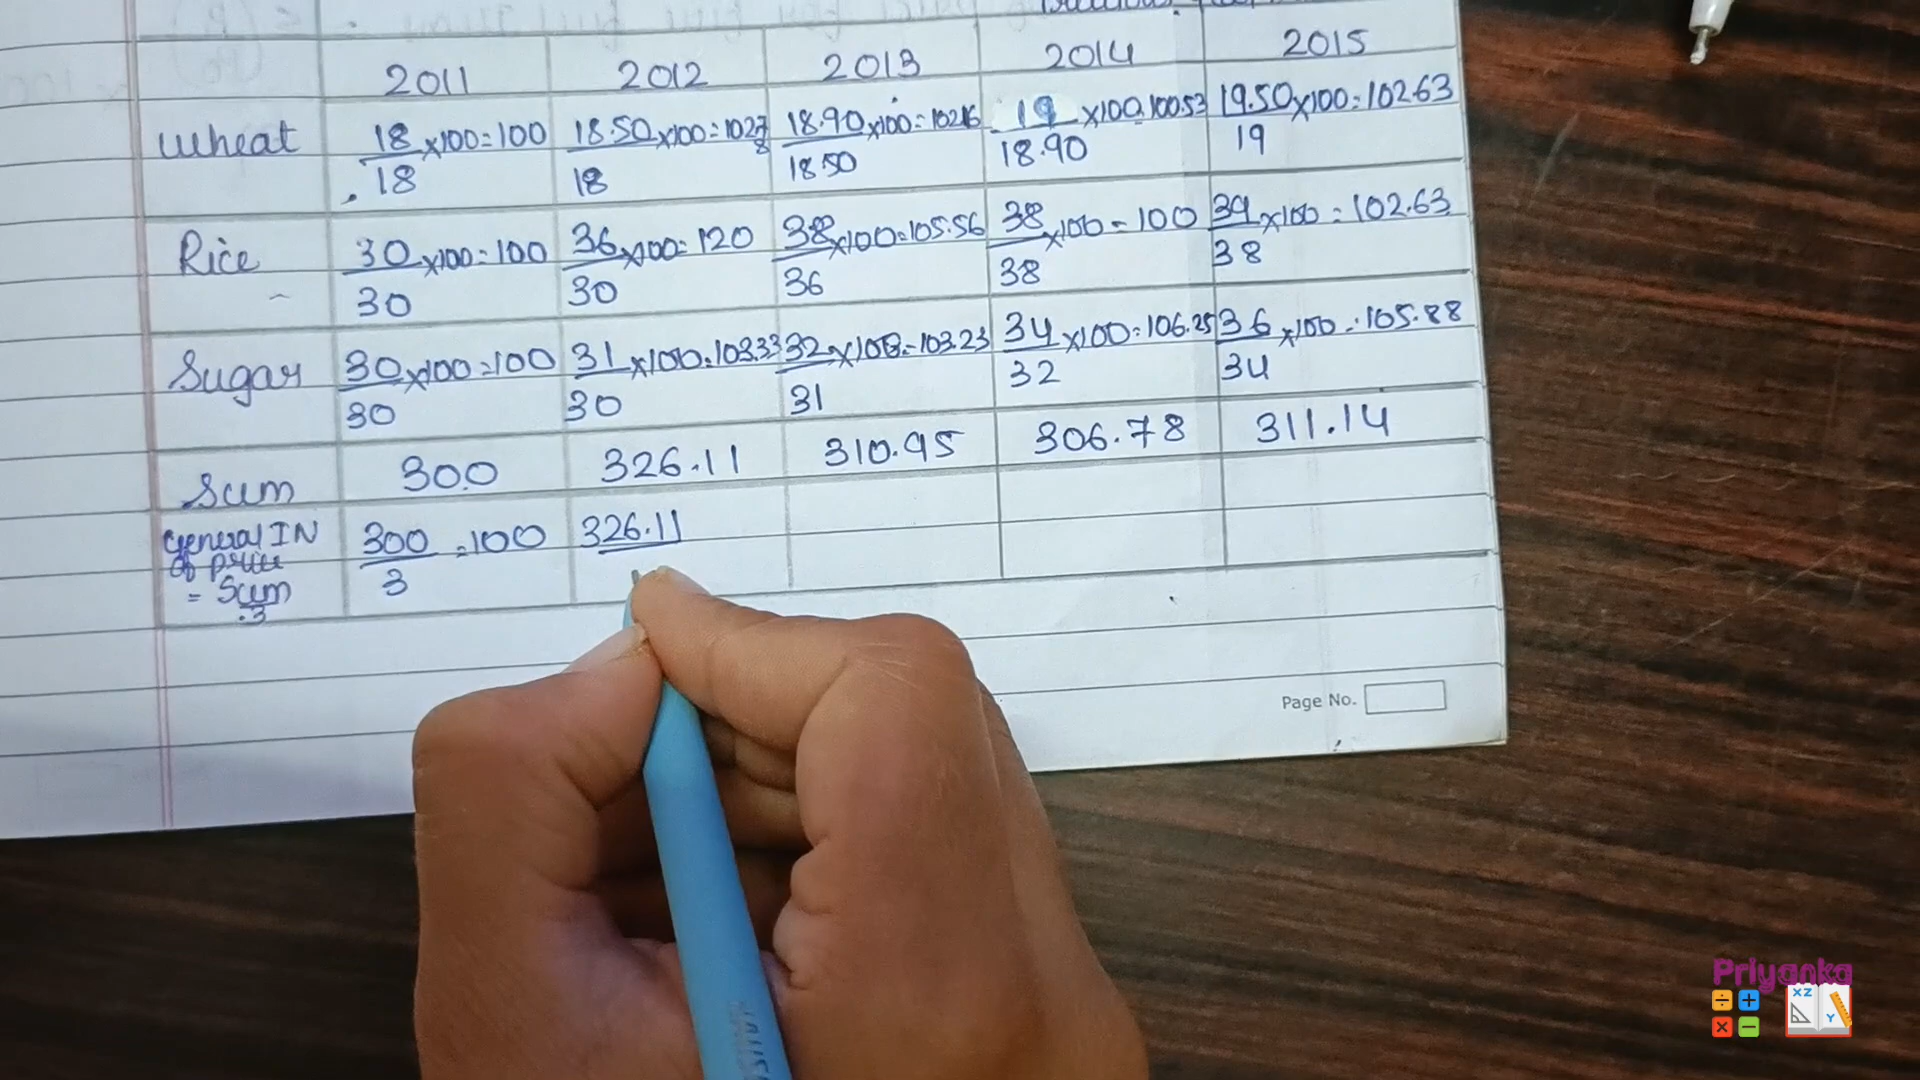 2011 2012 2013 2014 2015
Wheat 18/18 x100=100 18.50/18 x100=102.78 18.90/18.50 x100=102.16 19/18.90 x100=100.53 19.50/19 x100=102.63
Rice 30/30 x100=100 36/30 x100=120 38/36 x100=105.56 38/38 x100=100 39/38 x100=102.63
Sugar 30/30 x100=100 31/30 x100=103.33 32/31 x100=103.23 34/32 x100=106.25 36/34 x100=105.88
Sum 300 326.11 310.95 306.78 311.14
General IN of price = Sum/3 300/3 =100 326.11
Page No.
Priyanka
XZ
Y